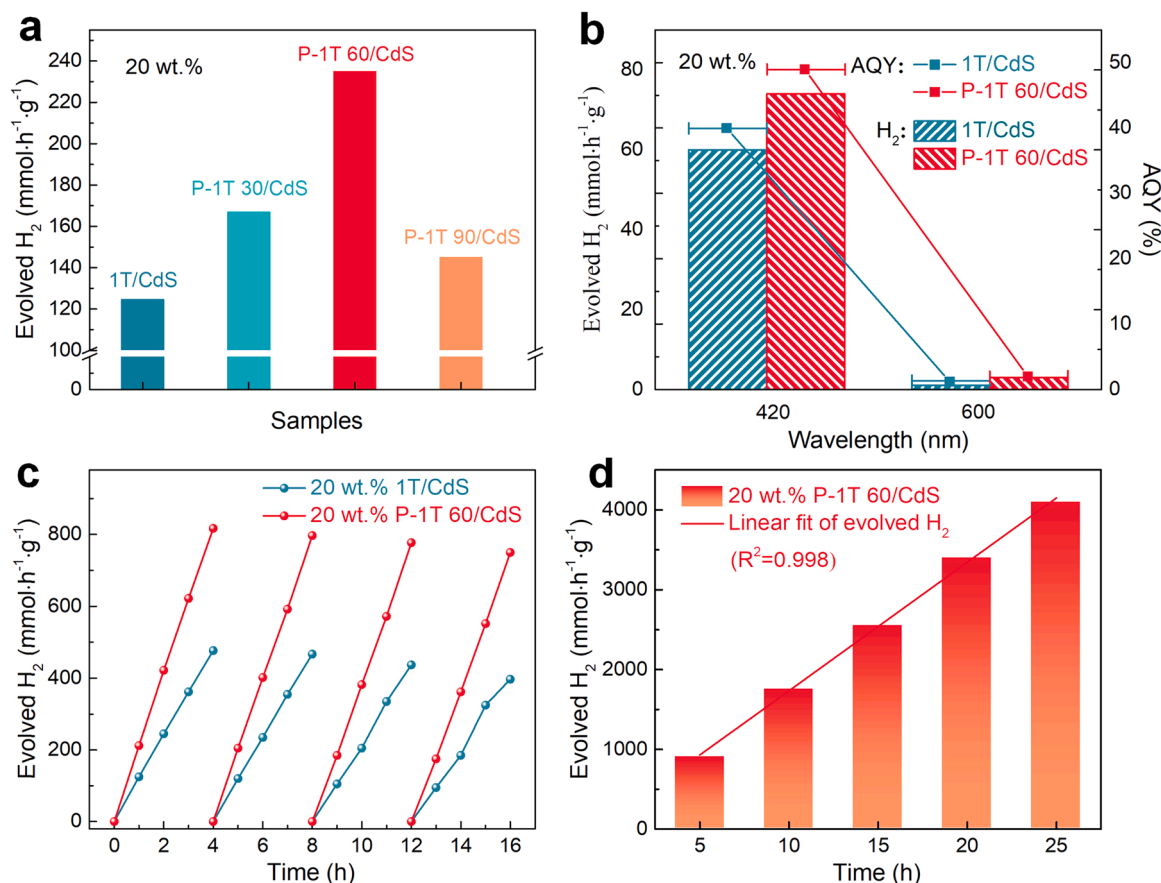 a
20 wt.%
Evolved H₂ (mmol·h⁻¹·g⁻¹)
240
220
200
180
160
140
120
100
0
1T/CdS
P-1T 30/CdS
P-1T 60/CdS
P-1T 90/CdS
Samples
b
20 wt.%
AQY:
1T/CdS
P-1T 60/CdS
H₂:
1T/CdS
P-1T 60/CdS
Evolved H₂ (mmol·h⁻¹·g⁻¹)
80
60
40
20
0
AQY (%)
50
40
30
20
10
0
420
600
Wavelength (nm)
c
20 wt.% 1T/CdS
20 wt.% P-1T 60/CdS
Evolved H₂ (mmol·h⁻¹·g⁻¹)
800
600
400
200
0
0 2 4 6 8 10 12 14 16
Time (h)
d
20 wt.% P-1T 60/CdS
Linear fit of evolved H₂
(R²=0.998)
Evolved H₂ (mmol·h⁻¹·g⁻¹)
4000
3000
2000
1000
0
5 10 15 20 25
Time (h)